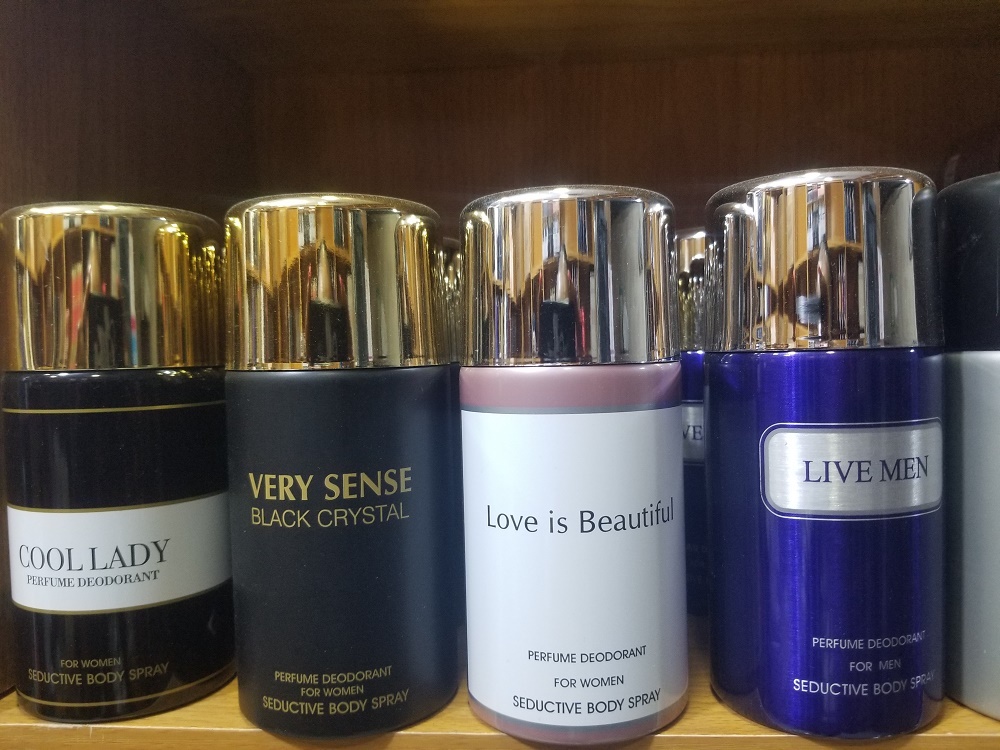 COOL LADY
PERFUME DEODORANT
FOR WOMEN
SEDUCTIVE BODY SPRAY
VERY SENSE
BLACK CRYSTAL
PERFUME DEODORANT
FOR WOMEN
SEDUCTIVE BODY SPRAY
Love is Beautiful
PERFUME DEODORANT
FOR WOMEN
SEDUCTIVE BODY SPRAY
VE
LIVE MEN
PERFUME DEODORANT
FOR MEN
SEDUCTIVE BODY SPRAY